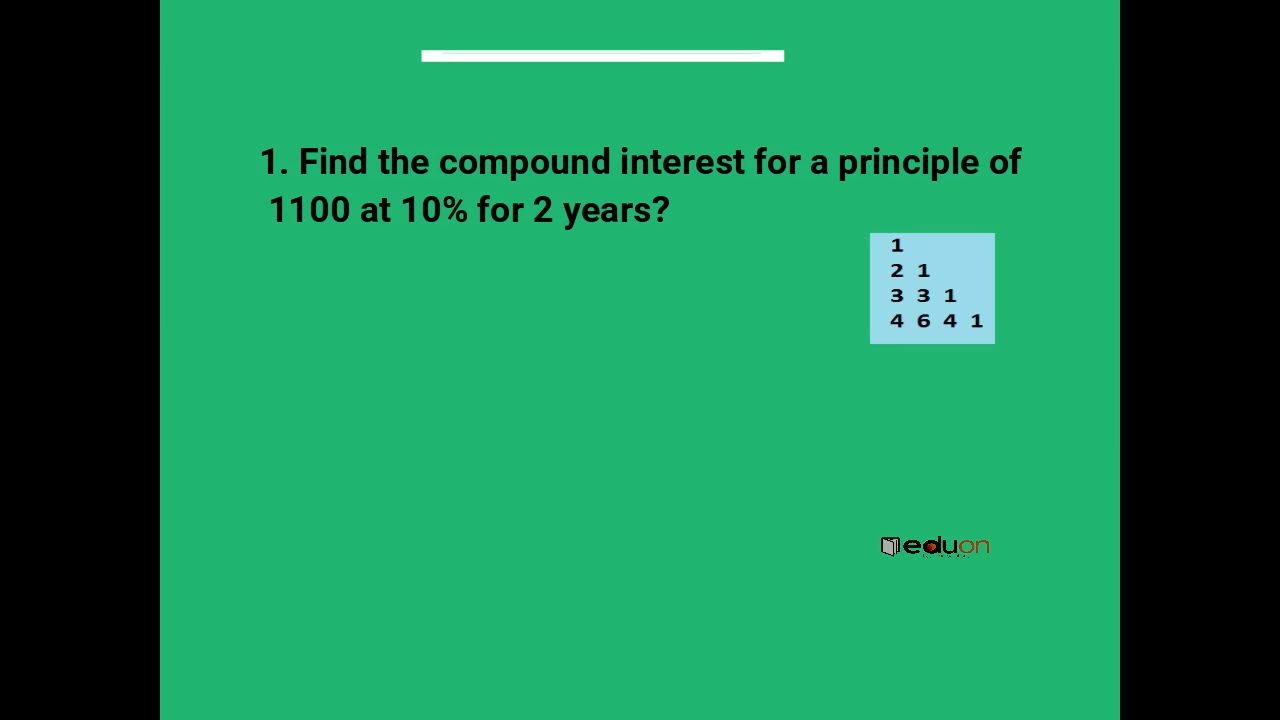 1. Find the compound interest for a principle of
1100 at 10% for 2 years?
1
2 1
3 3 1
4 6 4 1
eduon